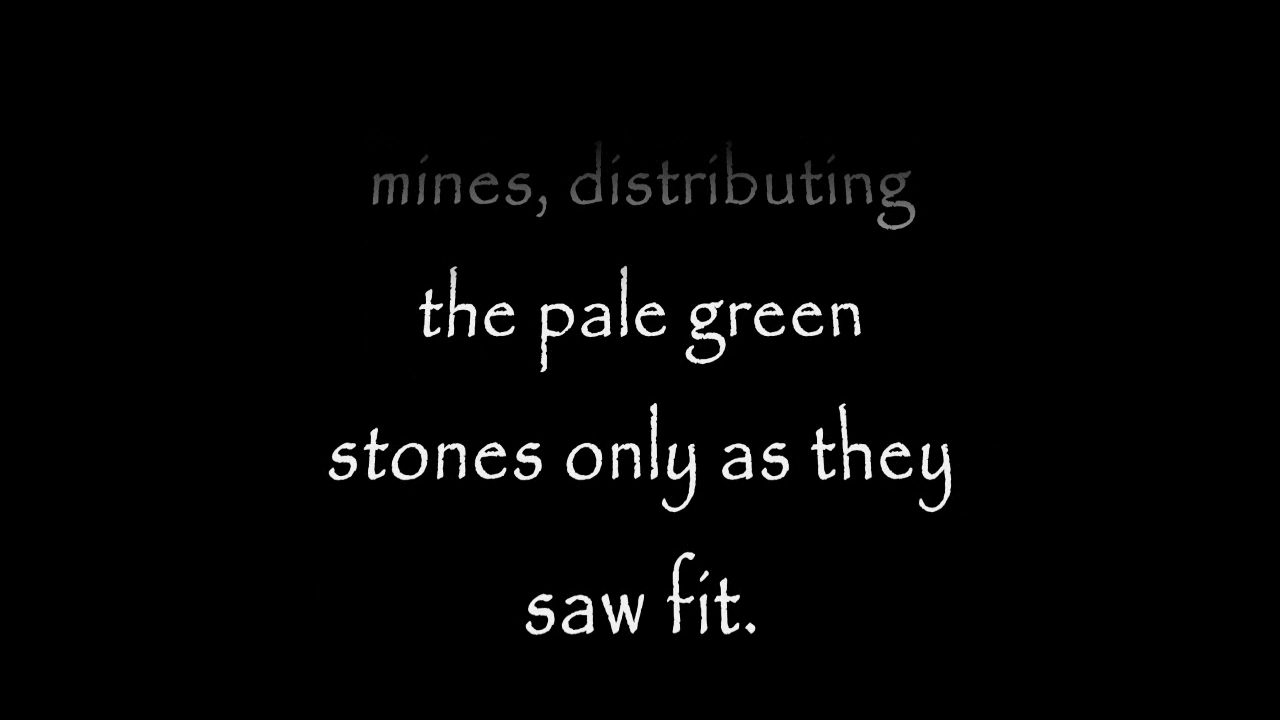 mines, distributing
the pale green
stones only as they
saw fit.